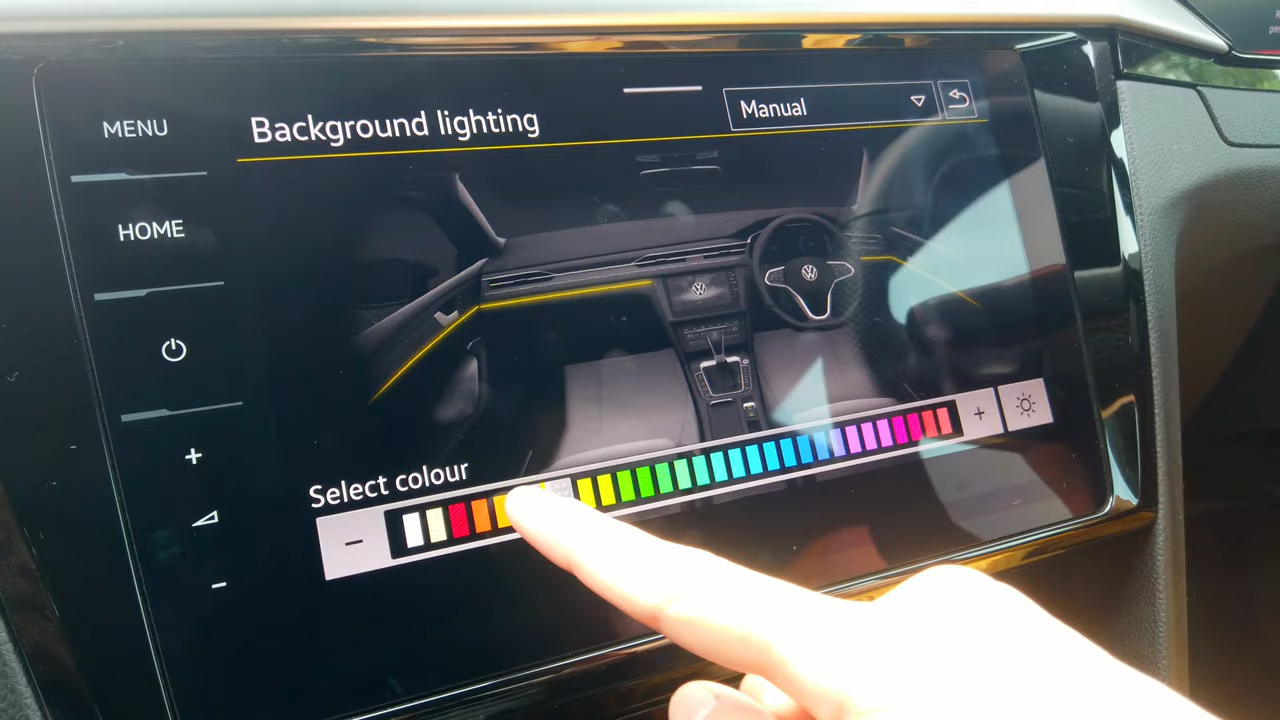 MENU
Background lighting
Manual
HOME
+
-
Select colour
-
+